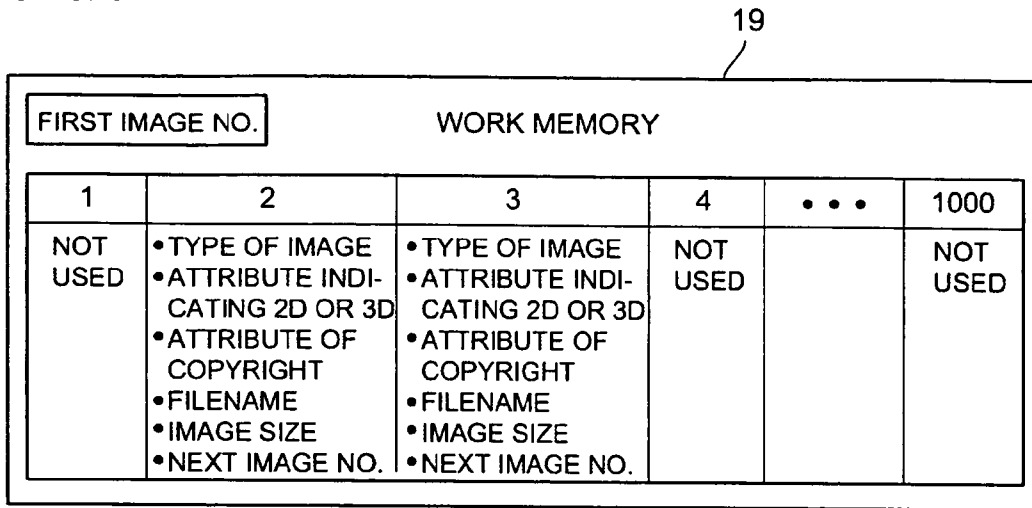 19
FIRST IMAGE NO.
WORK MEMORY
1 2 3 4 • • • 1000
NOT
USED
•TYPE OF IMAGE
•ATTRIBUTE INDI-
CATING 2D OR 3D
•ATTRIBUTE OF
COPYRIGHT
•FILENAME
•IMAGE SIZE
•NEXT IMAGE NO.
•TYPE OF IMAGE
•ATTRIBUTE INDI-
CATING 2D OR 3D
•ATTRIBUTE OF
COPYRIGHT
•FILENAME
•IMAGE SIZE
•NEXT IMAGE NO.
NOT
USED
NOT
USED